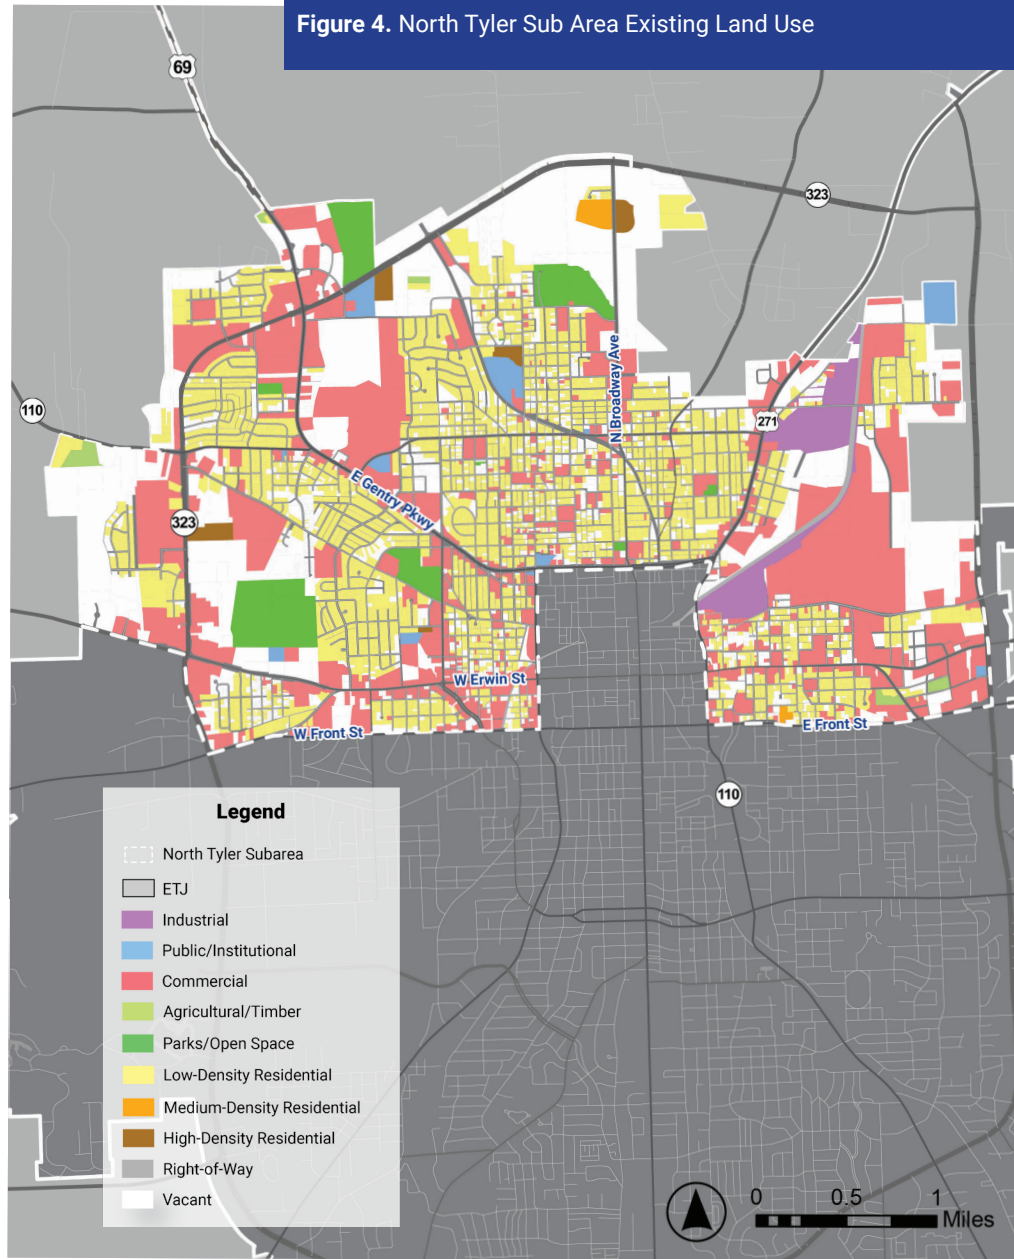 Figure 4. North Tyler Sub Area Existing Land Use
69
323
N Broadway Ave
110
271
E Gentry Pkwy
323
W Erwin St
W Front St
E Front St
110
Legend
North Tyler Subarea
ETJ
Industrial
Public/Institutional
Commercial
Agricultural/Timber
Parks/Open Space
Low-Density Residential
Medium-Density Residential
High-Density Residential
Right-of-Way
Vacant
0 0.5 1
Miles